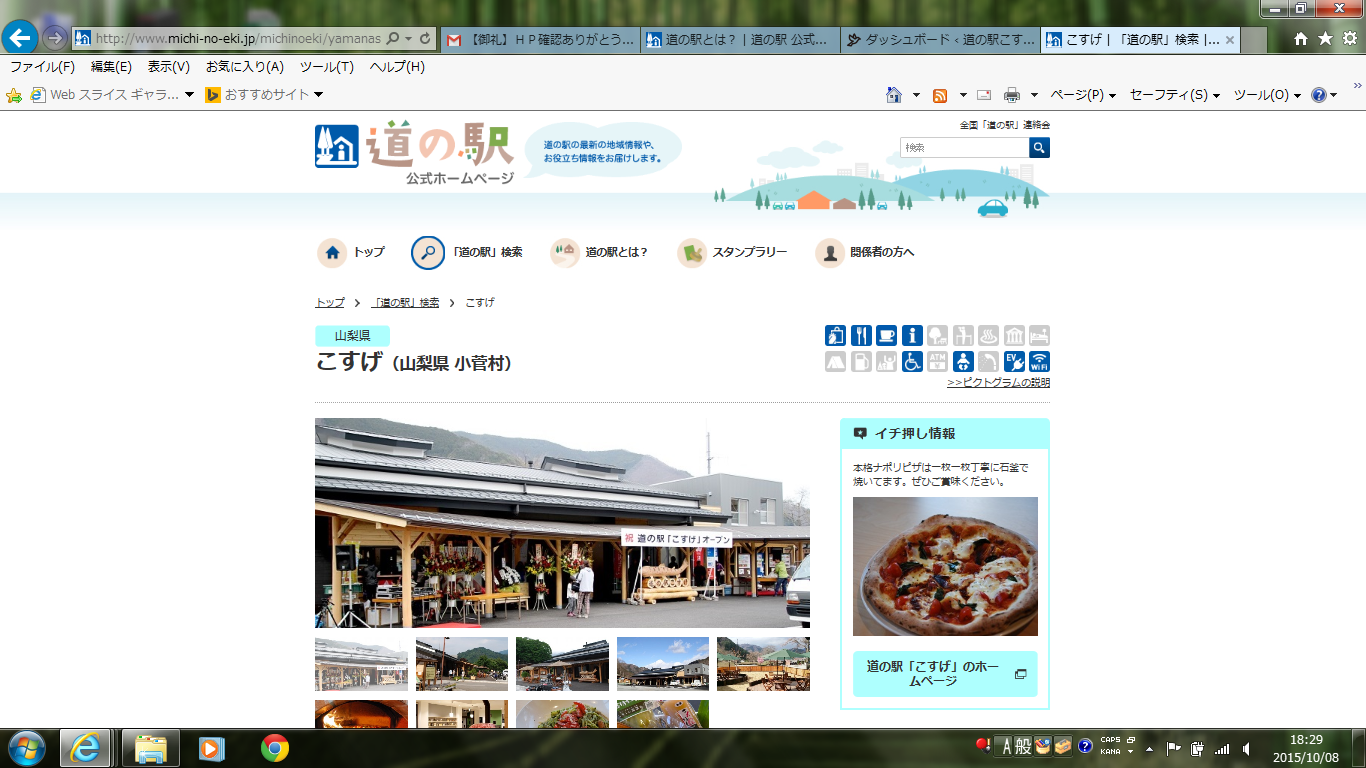 http://www.michi-no-eki.jp/michinoeki/yamanas
【御礼】ＨＰ確認ありがとう...
道の駅とは？ | 道の駅 公式...
ダッシュボード ‹ 道の駅こす...
こすげ | 「道の駅」検索 |...
ファイル(F) 編集(E) 表示(V) お気に入り(A) ツール(T) ヘルプ(H)
Web スライス ギャラ...
おすすめサイト
ページ(P)
セーフティ(S)
ツール(O)
道の駅
公式ホームページ
道の駅の最新の地域情報や、
お役立ち情報をお届けします。
全国「道の駅」連絡会
検索
トップ
「道の駅」検索
道の駅とは？
スタンプラリー
関係者の方へ
トップ > 「道の駅」検索 > こすげ
山梨県
こすげ（山梨県 小菅村）
ATM
EV
WiFi
>>ピクトグラムの説明
祝 道の駅「こすげ」オープン
イチ押し情報
本格ナポリピザは一枚一枚丁寧に石釜で
焼いてます。ぜひご賞味ください。
道の駅「こすげ」のホー
ムページ
A 般
CAPS
KANA
18:29
2015/10/08